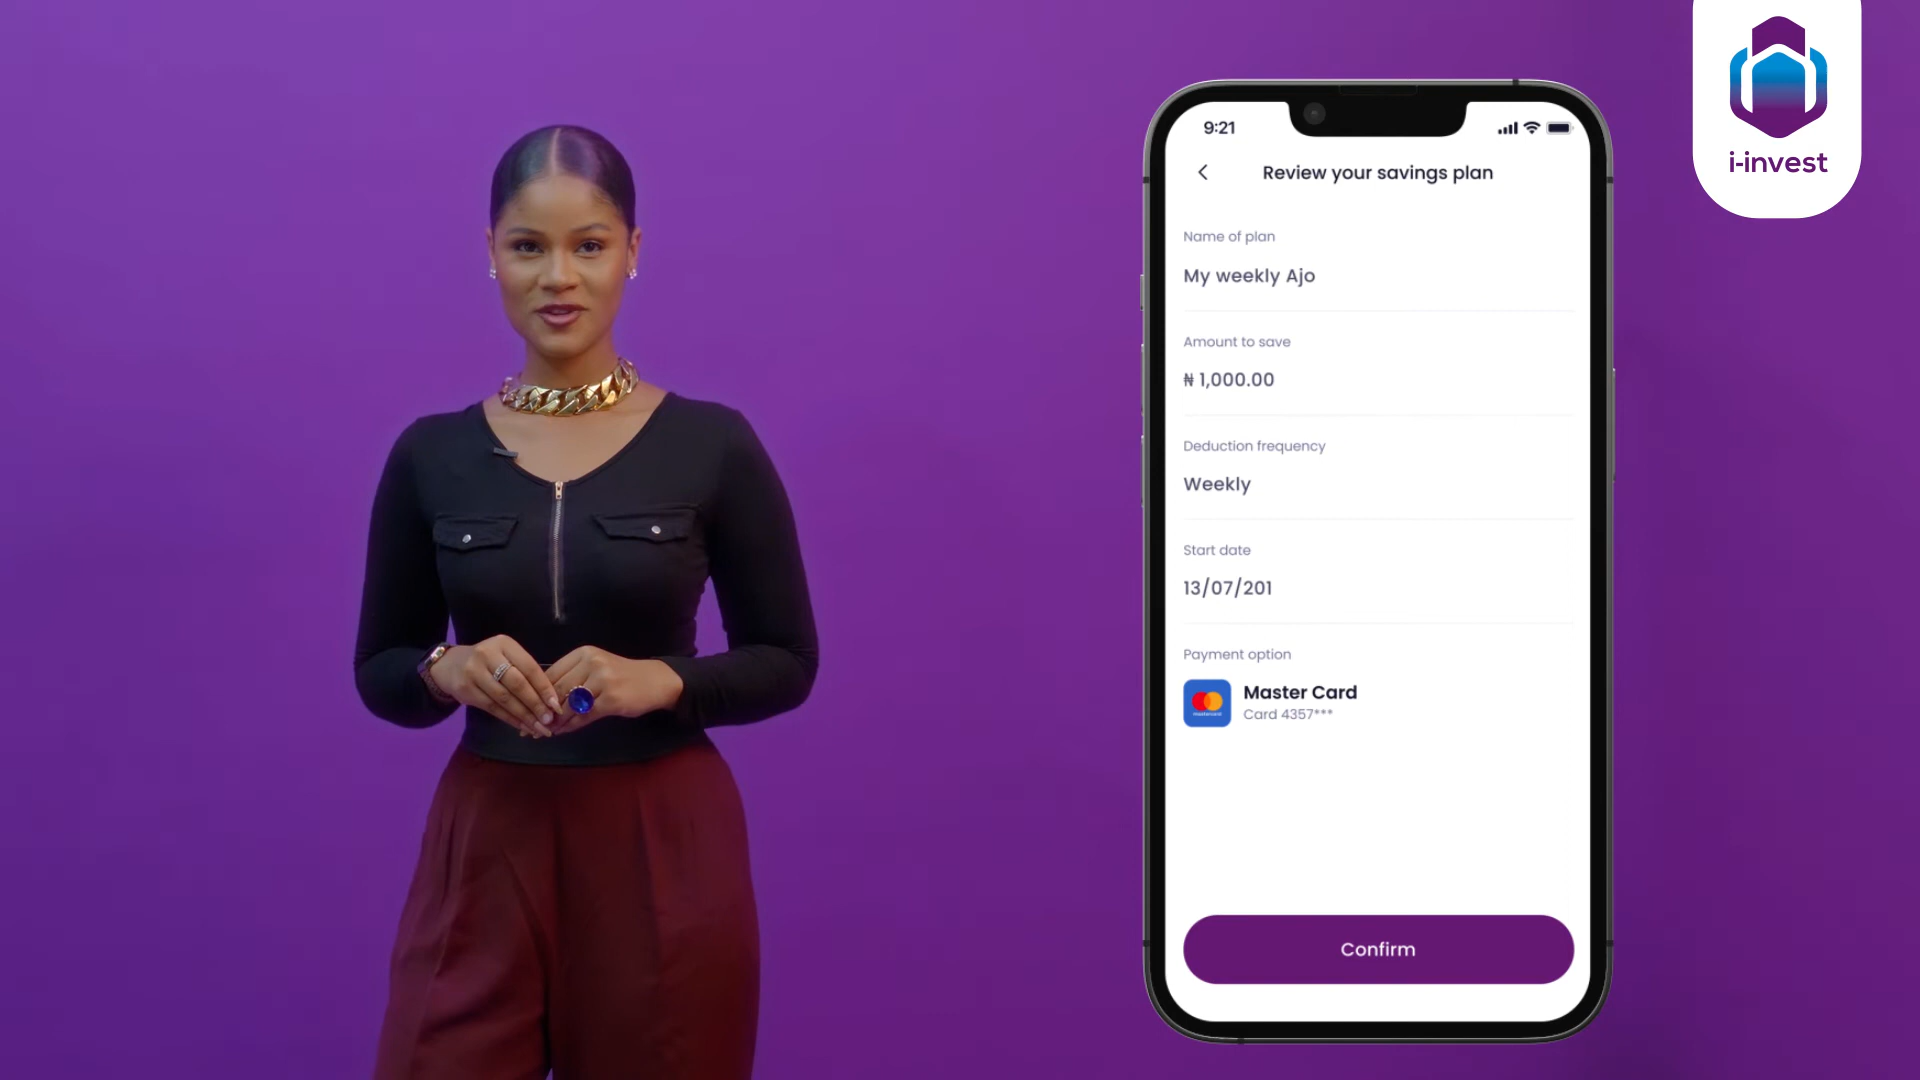 i-invest
9:21
Review your savings plan
Name of plan
My weekly Ajo
Amount to save
₦ 1,000.00
Deduction frequency
Weekly
Start date
13/07/201
Payment option
Master Card
Card 4357***
Confirm